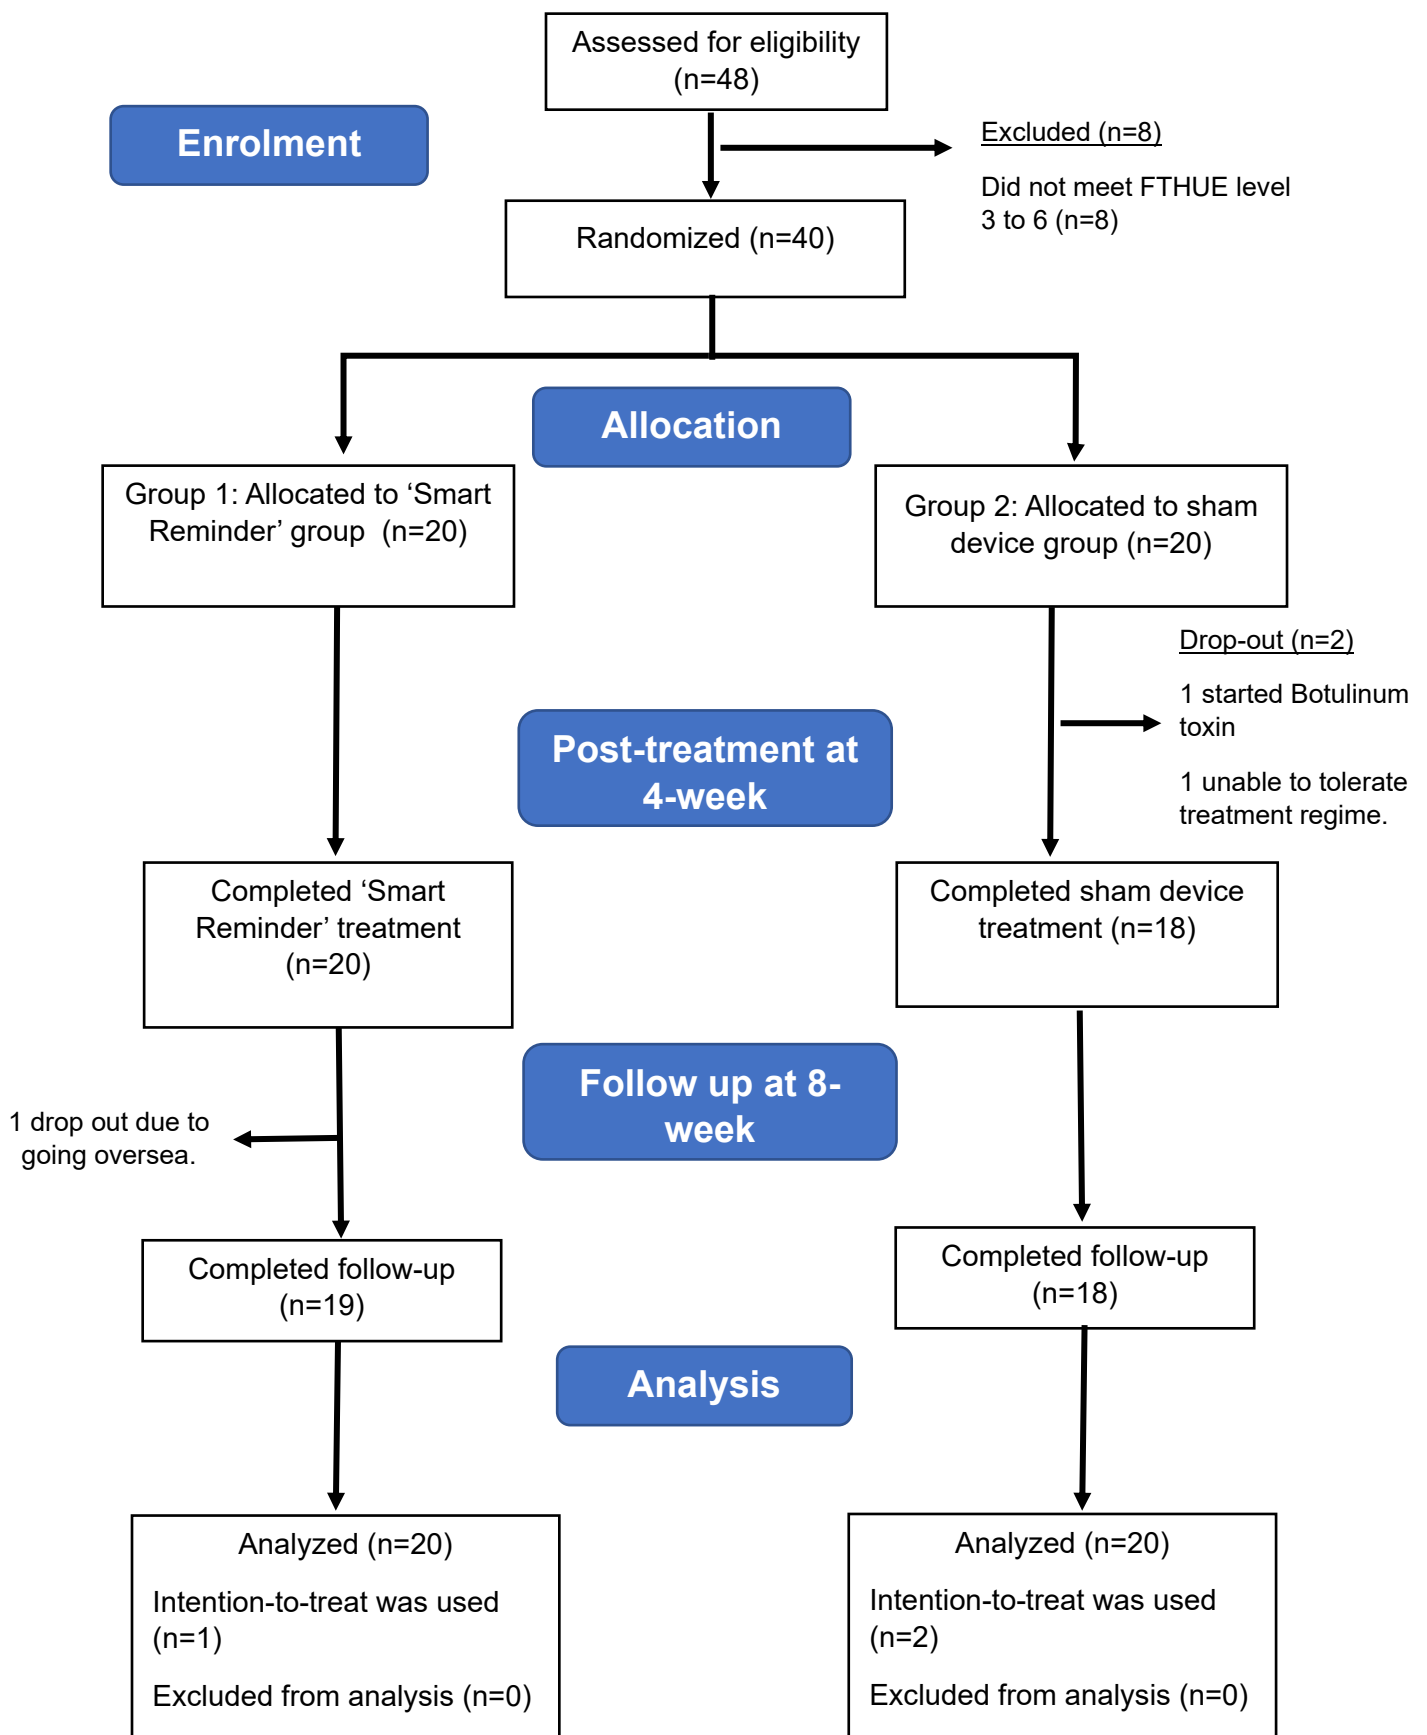 Assessed for eligibility
(n=48)
Enrolment
Excluded (n=8)
Did not meet FTHUE level
3 to 6 (n=8)
Randomized (n=40)
Allocation
Group 1: Allocated to ‘Smart
Reminder’ group  (n=20)
Group 2: Allocated to sham
device group (n=20)
Drop-out (n=2)
1 started Botulinum
toxin
1 unable to tolerate
treatment regime.
Post-treatment at
4-week
Completed ‘Smart
Reminder’ treatment
(n=20)
Completed sham device
treatment (n=18)
Follow up at 8-
week
1 drop out due to
going oversea.
Completed follow-up
(n=19)
Completed follow-up
(n=18)
Analysis
Analyzed (n=20)
Intention-to-treat was used
(n=1)
Excluded from analysis (n=0)
Analyzed (n=20)
Intention-to-treat was used
(n=2)
Excluded from analysis (n=0)